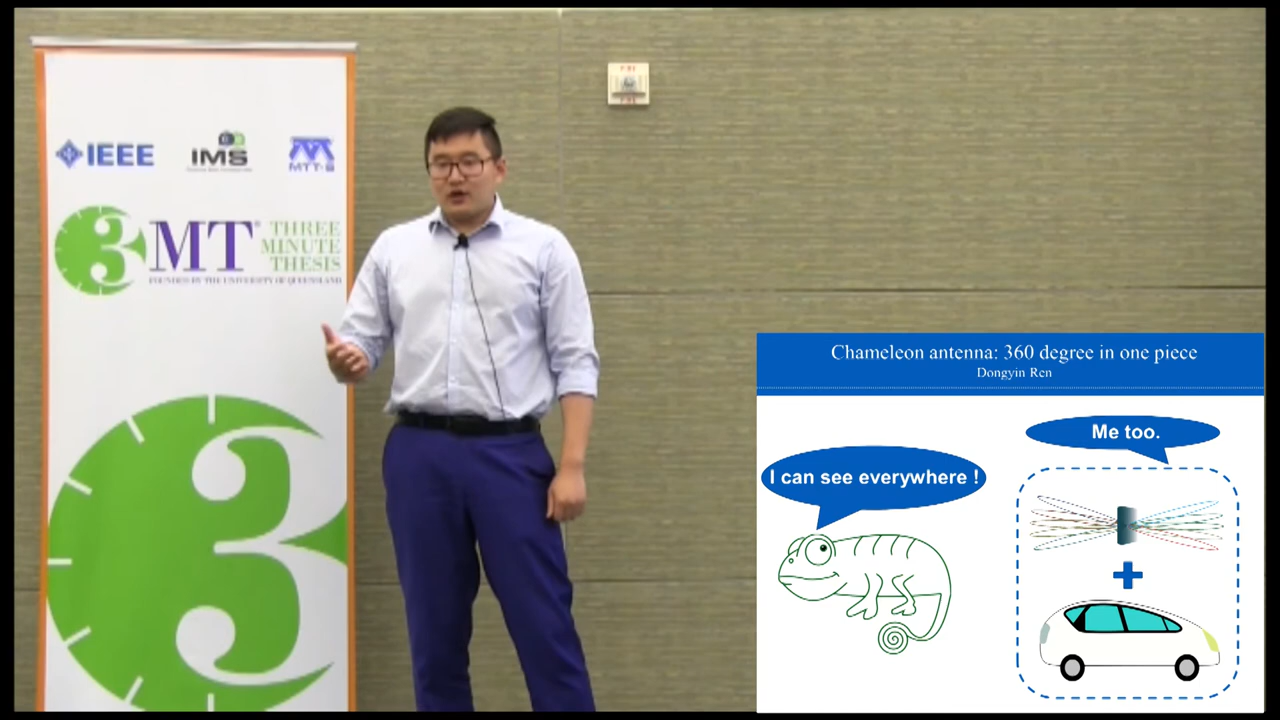 IEEE
IMS
MTT-S
3MT®
THREE
MINUTE
THESIS
FOUNDED BY THE UNIVERSITY OF QUEENSLAND
3
Chameleon antenna: 360 degree in one piece
Dongyin Ren
I can see everywhere !
Me too.